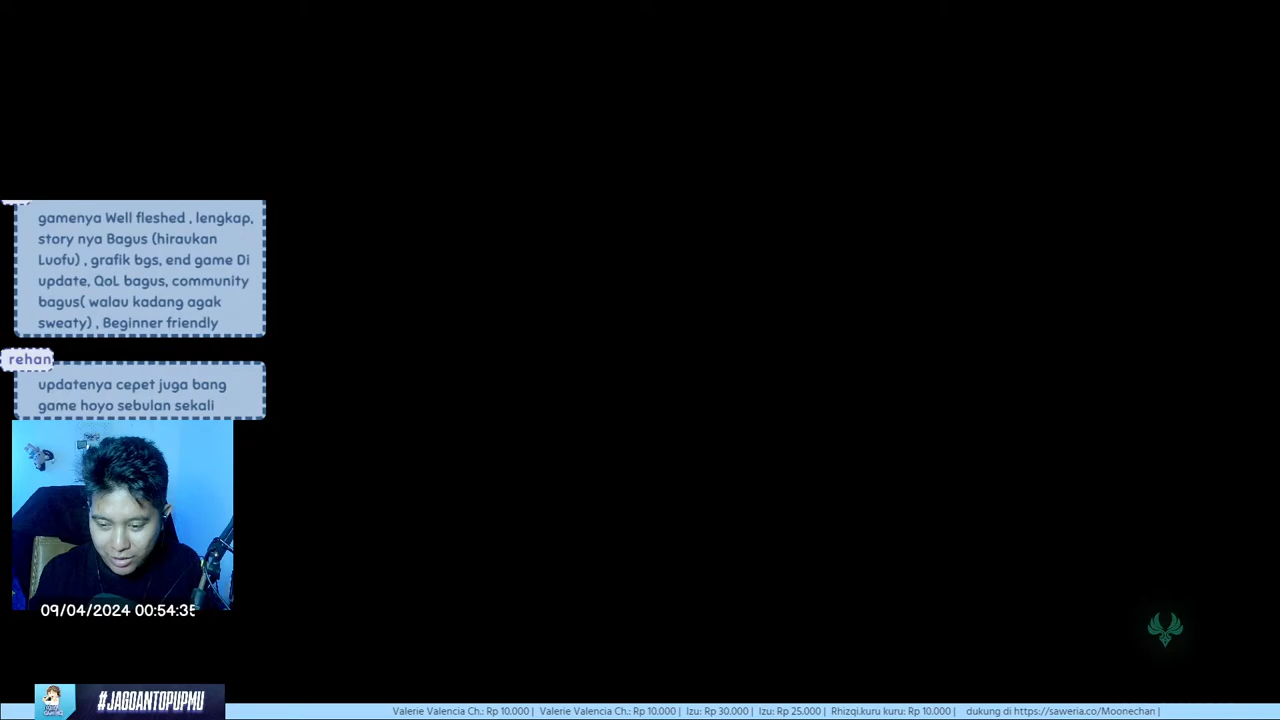 gamenya Well fleshed , lengkap,
story nya Bagus (hiraukan
Luofu) , grafik bgs, end game Di
update, QoL bagus, community
bagus( walau kadang agak
sweaty) , Beginner friendly
rehan
updatenya cepet juga bang
game hoyo sebulan sekali
09/04/2024 00:54:35
#JAGOANTOPUPMU
Valerie Valencia Ch.: Rp 10.000 | Valerie Valencia Ch.: Rp 10.000 | Izu: Rp 30.000 | Izu: Rp 25.000 | Rhizqi.kuru kuru: Rp 10.000 | dukung di https://saweria.co/Moonechan |